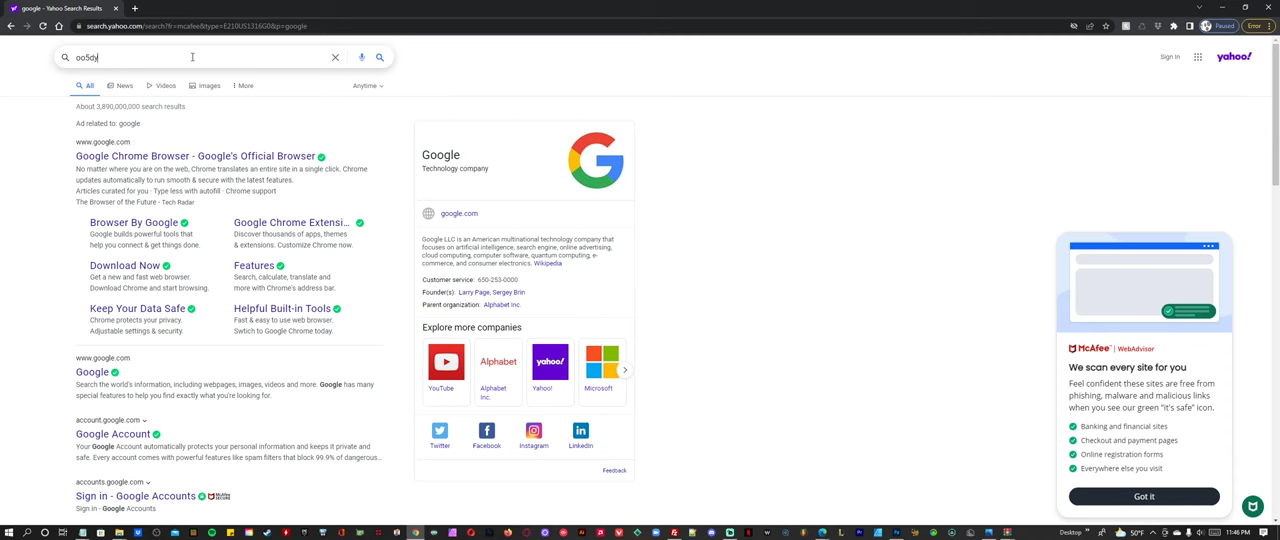 google - Yahoo Search Results
search.yahoo.com/search?fr=mcafee&type=E210US1316G0&p=google
Paused
Error
oo5dy
Sign In
yahoo!
All
News
Videos
Images
More
Anytime
About 3,890,000,000 search results
Ad related to: google
www.google.com
Google Chrome Browser - Google's Official Browser
No matter where you are on the web, Chrome translates an entire site in a single click. Chrome
updates automatically to run smooth & secure with the latest features.
Articles curated for you · Type less with autofill · Chrome support
The Browser of the Future - Tech Radar
Browser By Google
Google builds powerful tools that
help you connect & get things done.
Google Chrome Extensi...
Discover thousands of apps, themes
& extensions. Customize Chrome now.
Download Now
Get a new and fast web browser.
Download Chrome and start browsing.
Features
Search, calculate, translate and
more with Chrome's address bar.
Keep Your Data Safe
Chrome protects your privacy.
Adjustable settings & security.
Helpful Built-in Tools
Fast & easy to use web browser.
Swtich to Google Chrome today.
www.google.com
Google
Search the world's information, including webpages, images, videos and more. Google has many
special features to help you find exactly what you're looking for.
account.google.com
Google Account
Your Google Account automatically protects your personal information and keeps it private and
safe. Every account comes with powerful features like spam filters that block 99.9% of dangerous...
accounts.google.com
Sign in - Google Accounts
McAfee SECURE
Sign in - Google Accounts
Google
Technology company
google.com
Google LLC is an American multinational technology company that
focuses on artificial intelligence, search engine, online advertising,
cloud computing, computer software, quantum computing, e-
commerce, and consumer electronics. Wikipedia
Customer service: 650-253-0000
Founder(s): Larry Page, Sergey Brin
Parent organization: Alphabet Inc.
Explore more companies
Alphabet
yahoo!
YouTube
Alphabet
Inc.
Yahoo!
Microsoft
Twitter
Facebook
Instagram
LinkedIn
Feedback
McAfee | WebAdvisor
We scan every site for you
Feel confident these sites are free from
phishing, malware and malicious links
when you see our green "it's safe" icon.
Banking and financial sites
Checkout and payment pages
Online registration forms
Everywhere else you visit
Got it
Desktop
50°F
11:46 PM